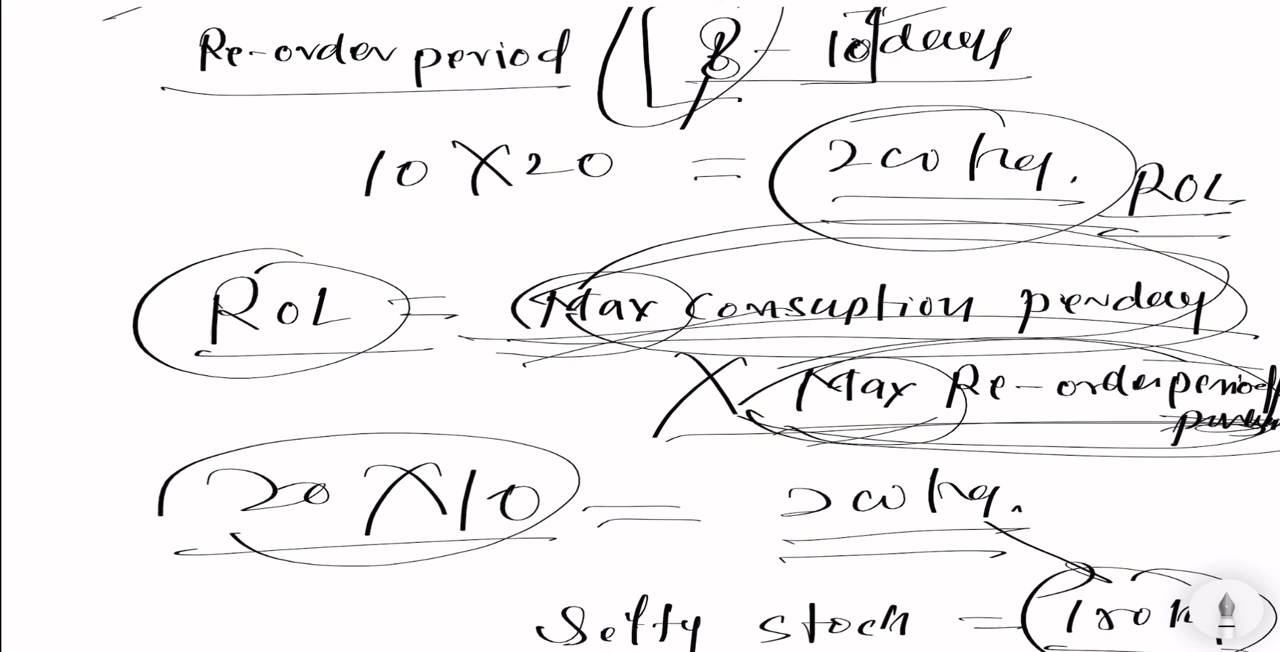 Re-order period (8 - 10 days
10 X 20 = 200 kg. ROL
ROL = (Max Consuption perday
X Max Re-order period
20 X 10 = 200 kg.
Sefty stock =